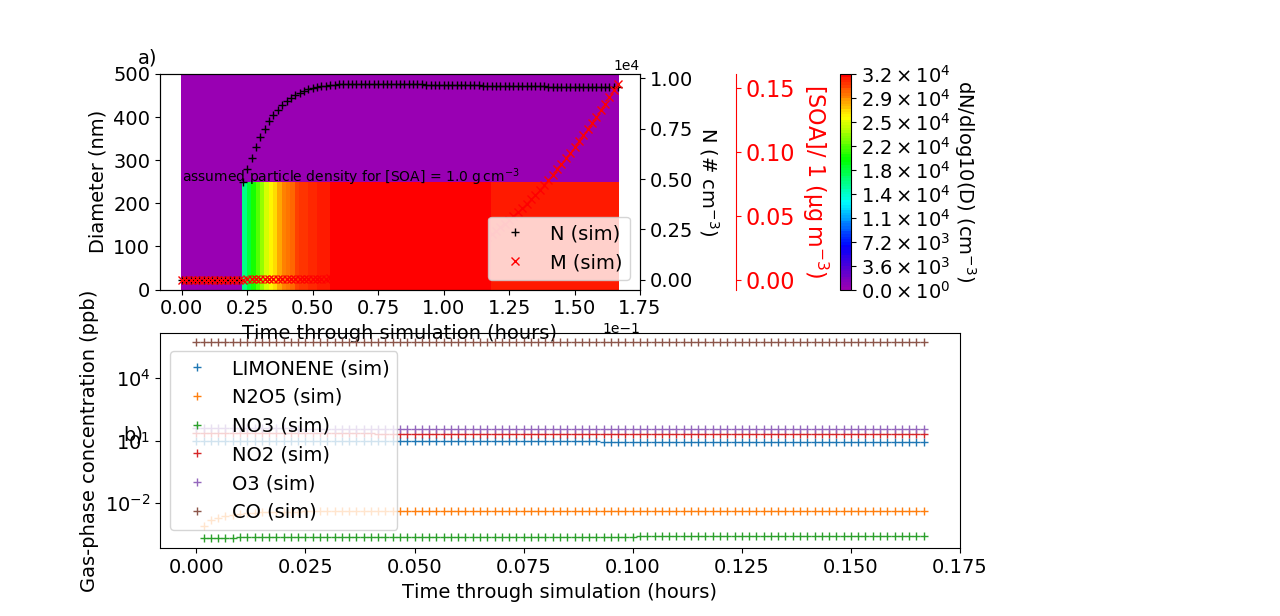 a)
1e4
500
400
300
200
100
0
Diameter (nm)
assumed particle density for [SOA] = 1.0 g cm⁻³
N (sim)
M (sim)
1.00
0.75
0.50
0.25
0.00
N (# cm⁻³)
0.15
0.10
0.05
0.00
[SOA]/ 1 (μg m⁻³)
3.2 × 10⁴
2.9 × 10⁴
2.5 × 10⁴
2.2 × 10⁴
1.8 × 10⁴
1.4 × 10⁴
1.1 × 10⁴
7.2 × 10³
3.6 × 10³
0.0 × 10⁰
dN/dlog10(D) (cm⁻³)
0.00 0.25 0.50 0.75 1.00 1.25 1.50 1.75
Time through simulation (hours)
1e−1
b)
10⁴
10¹
10⁻²
Gas-phase concentration (ppb)
LIMONENE (sim)
N2O5 (sim)
NO3 (sim)
NO2 (sim)
O3 (sim)
CO (sim)
0.000 0.025 0.050 0.075 0.100 0.125 0.150 0.175
Time through simulation (hours)